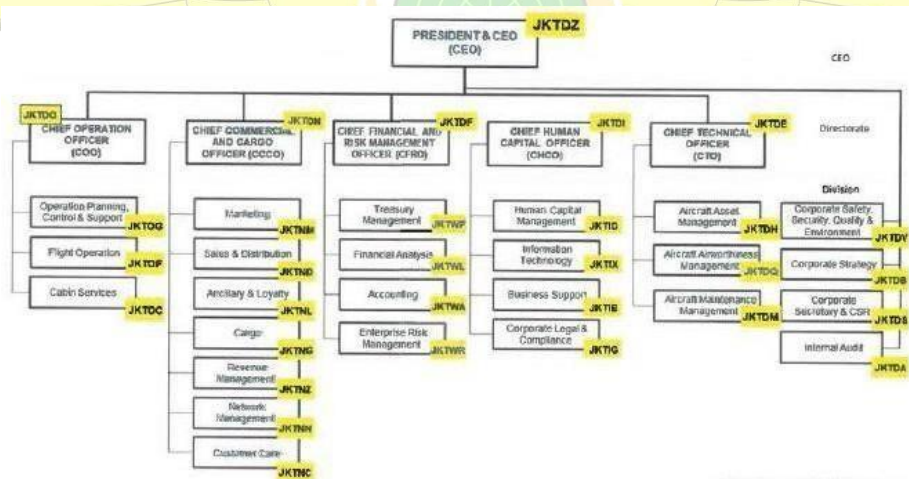 JKTDZ
PRESIDENT & CEO
(CEO)
CEO
JKTDO
CHIEF OPERATION
OFFICER
(COO)
JKTDN
CHIEF COMMERCIAL
AND CARGO
OFFICER (CCCO)
JKTDF
CHIEF FINANCIAL AND
RISK MANAGEMENT
OFFICER (CFRO)
JKTDI
CHIEF HUMAN
CAPITAL OFFICER
(CHCO)
JKTDE
CHIEF TECHNICAL
OFFICER
(CTO)
Directorate
Division
Operation Planning,
Control & Support
JKTOG
Flight Operation
JKTOF
Cabin Services
JKTOC
Marketing
JKTNM
Sales & Distribution
JKTND
Ancillary & Loyalty
JKTNL
Cargo
JKTNG
Revenue
Management
JKTNZ
Network
Management
JKTNN
Customer Care
JKTNC
Treasury
Management
JKTWP
Financial Analysis
JKTWL
Accounting
JKTWA
Enterprise Risk
Management
JKTWR
Human Capital
Management
JKTID
Information
Technology
JKTIX
Business Support
JKTIB
Corporate Legal &
Compliance
JKTIG
Aircraft Asset
Management
JKTDH
Aircraft Airworthiness
Management
JKTDQ
Aircraft Maintenance
Management
JKTDM
Corporate Safety,
Security, Quality &
Environment
JKTDV
Corporate Strategy
JKTDB
Corporate
Secretary & CSR
JKTDS
Internal Audit
JKTDA